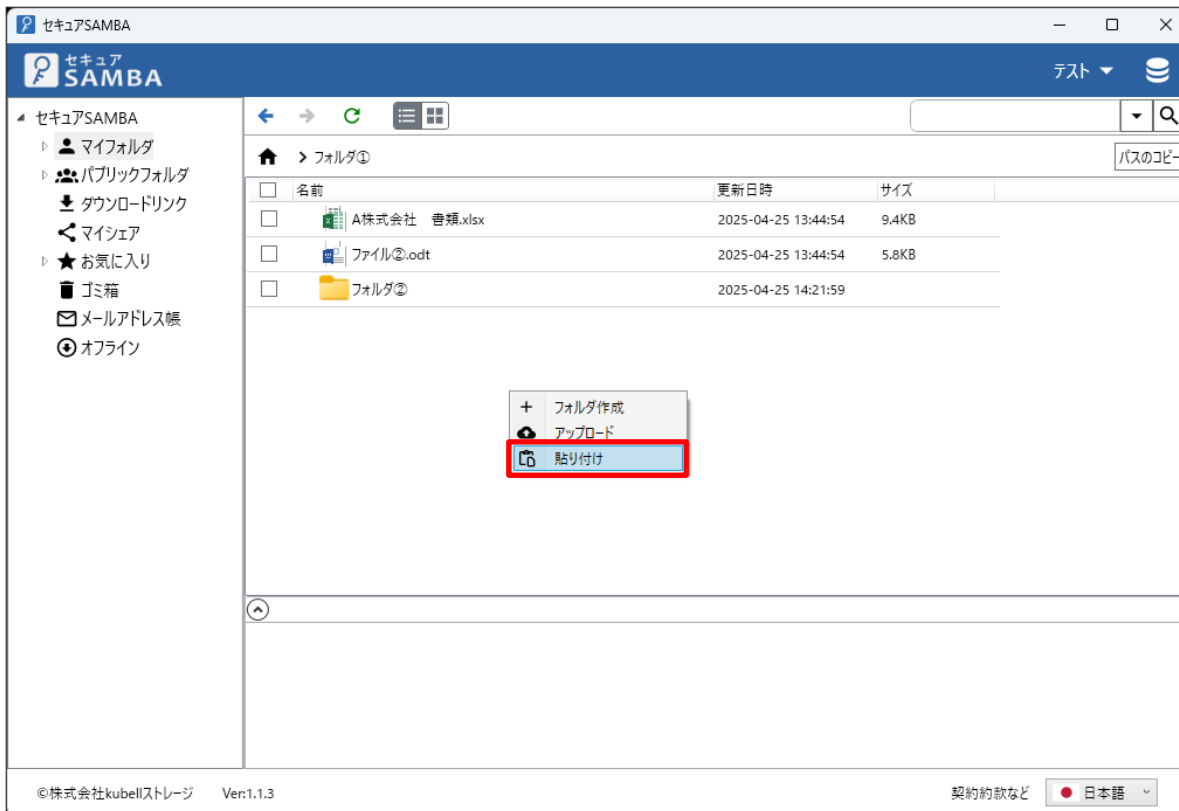 セキュアSAMBA
セキュア
SAMBA
テスト
セキュアSAMBA
マイフォルダ
パブリックフォルダ
ダウンロードリンク
マイシェア
お気に入り
ゴミ箱
メールアドレス帳
オフライン
フォルダ①
パスのコピー
名前 更新日時 サイズ
A株式会社　書類.xlsx 2025-04-25 13:44:54 9.4KB
ファイル②.odt 2025-04-25 13:44:54 5.8KB
フォルダ② 2025-04-25 14:21:59
フォルダ作成
アップロード
貼り付け
©株式会社kubellストレージ Ver:1.1.3 契約約款など 日本語